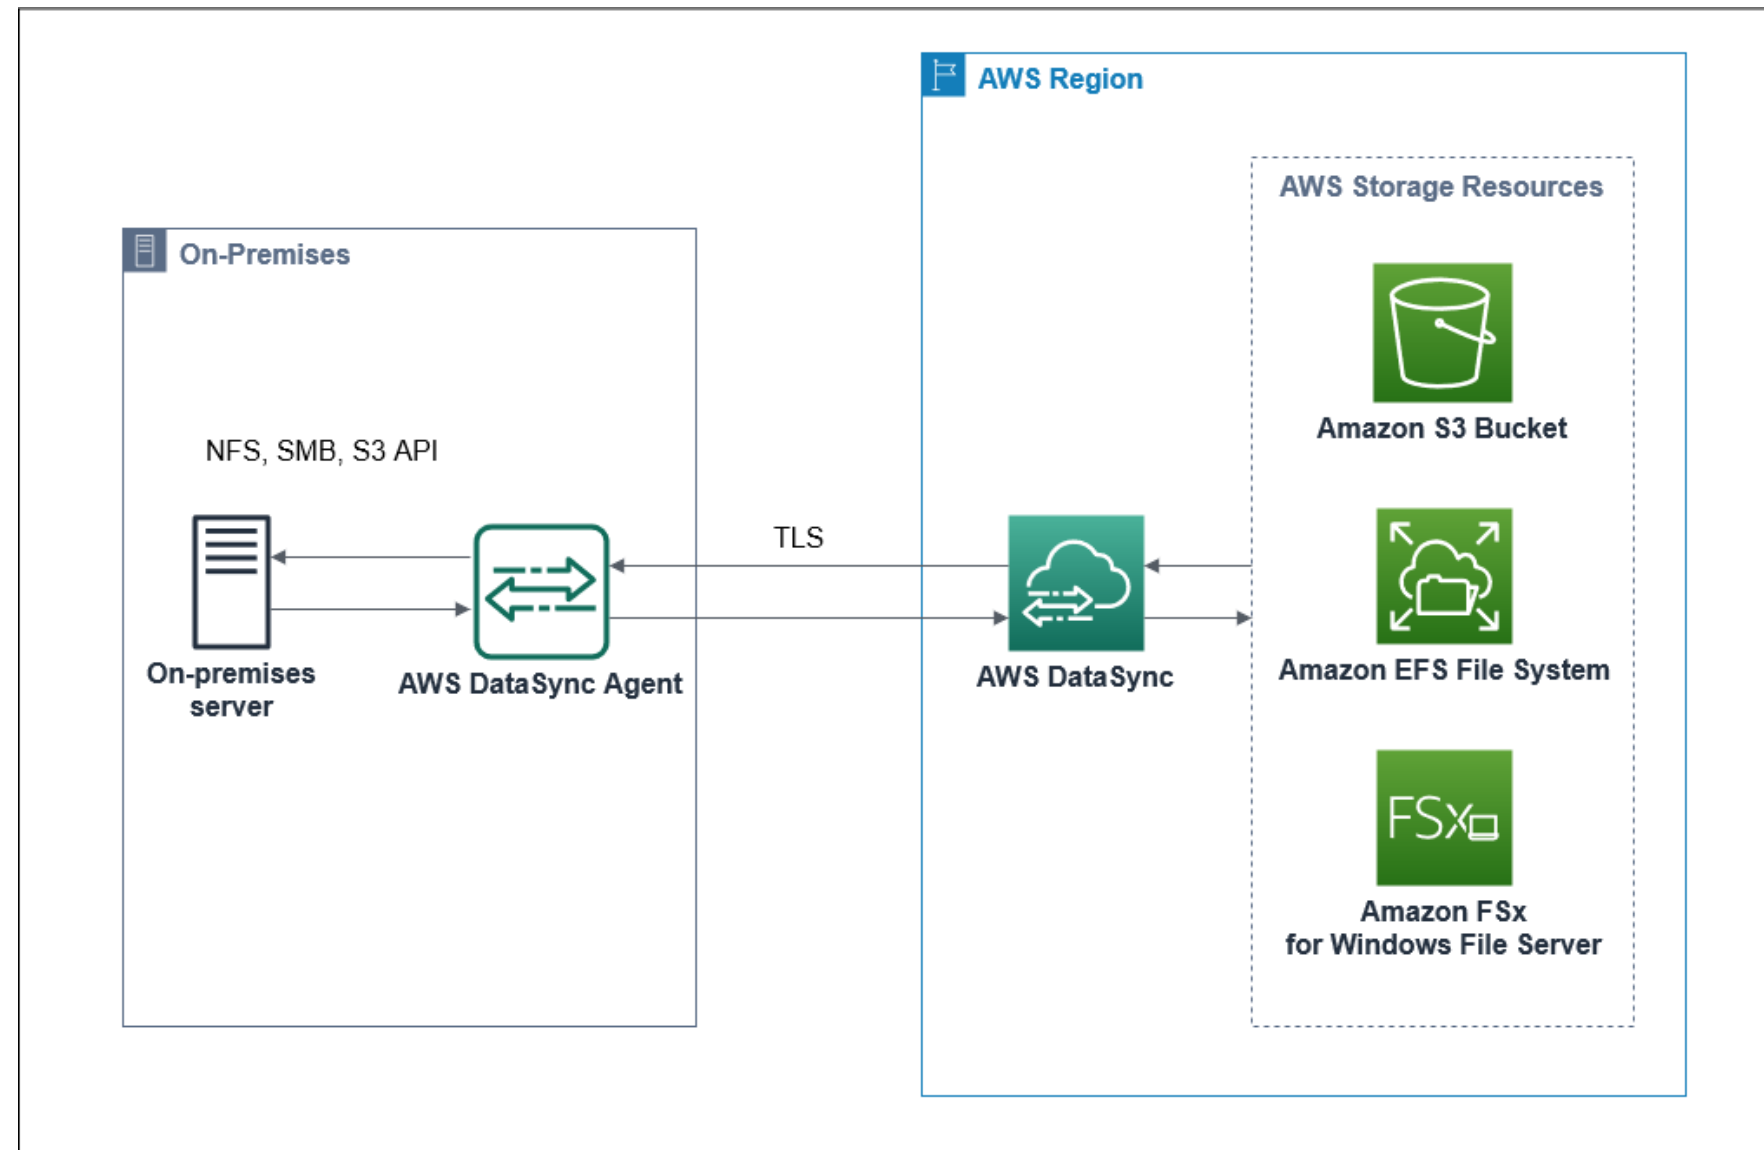 AWS Region
AWS Storage Resources
On-Premises
Amazon S3 Bucket
NFS, SMB, S3 API
TLS
On-premises
server
AWS DataSync Agent
AWS DataSync
Amazon EFS File System
FSx
Amazon FSx
for Windows File Server